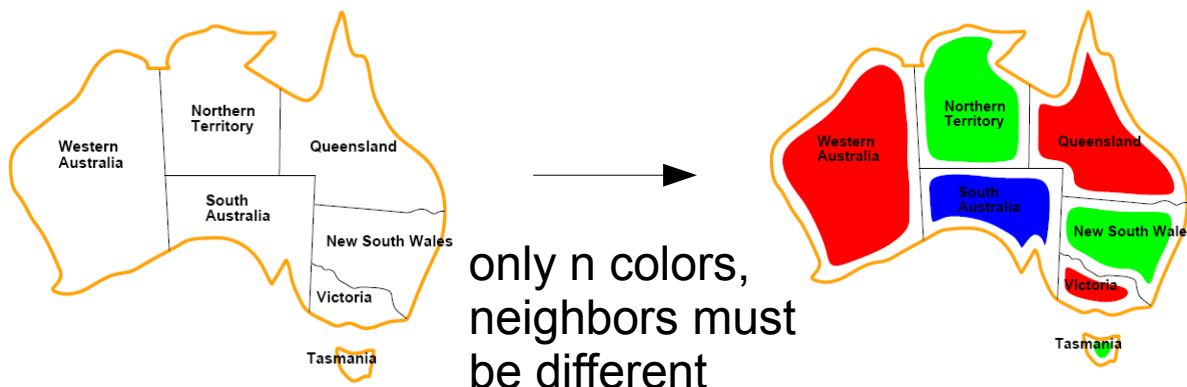 Northern
Territory
Western
Australia
Queensland
South
Australia
New South Wales
Victoria
Tasmania
only n colors,
neighbors must
be different
Northern
Territory
Western
Australia
Queensland
South
Australia
New South Wale
Victoria
Tasmania